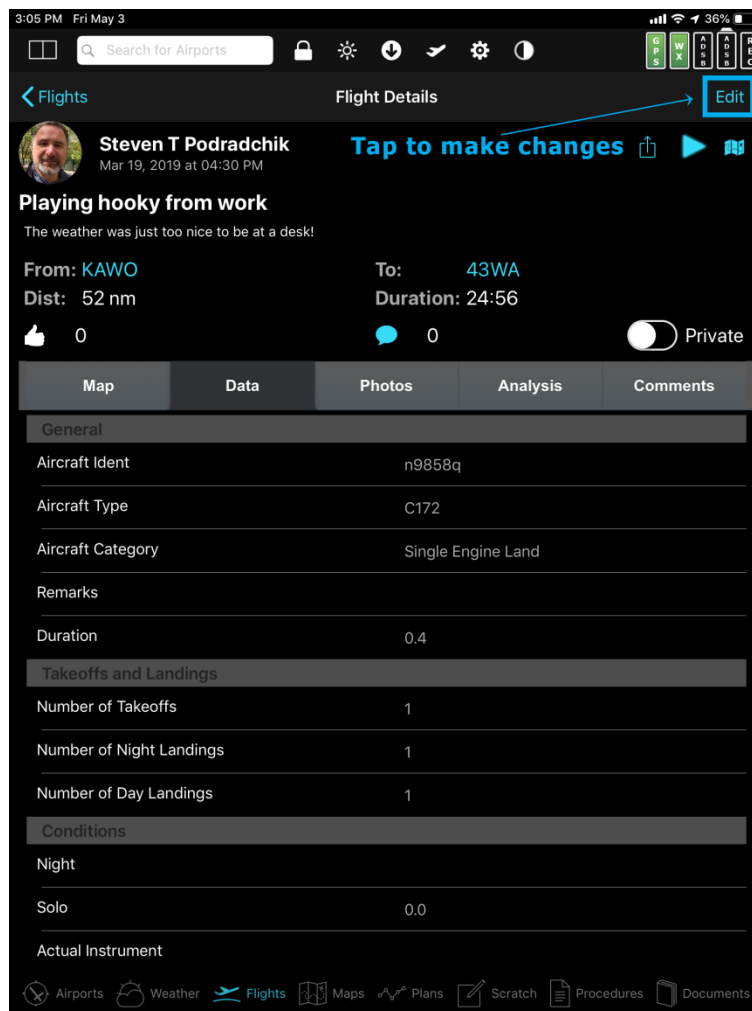 3:05 PM Fri May 3 36%
Search for Airports
GPS WX ADSB ADSB
Flights Flight Details Edit
Steven T Podradchik Tap to make changes
Mar 19, 2019 at 04:30 PM
Playing hooky from work
The weather was just too nice to be at a desk!
From: KAWO To: 43WA
Dist: 52 nm Duration: 24:56
0 0 Private
Map Data Photos Analysis Comments
General
Aircraft Ident n9858q
Aircraft Type C172
Aircraft Category Single Engine Land
Remarks
Duration 0.4
Takeoffs and Landings
Number of Takeoffs 1
Number of Night Landings 1
Number of Day Landings 1
Conditions
Night
Solo 0.0
Actual Instrument
Airports Weather Flights Maps Plans Scratch Procedures Documents